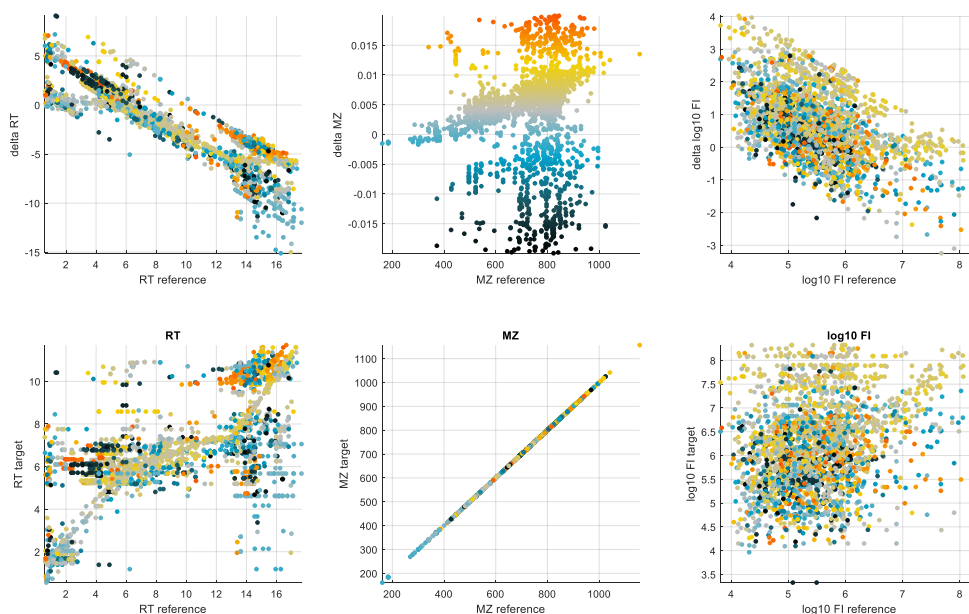 5
0
-5
-10
-15
2 4 6 8 10 12 14 16
delta RT
RT reference
0.015
0.01
0.005
0
-0.005
-0.01
-0.015
200 400 600 800 1000
delta MZ
MZ reference
4
3
2
1
0
-1
-2
-3
4 5 6 7 8
delta log10 FI
log10 FI reference
RT
10
8
6
4
2
2 4 6 8 10 12 14 16
RT target
RT reference
MZ
1100
1000
900
800
700
600
500
400
300
200
200 400 600 800 1000
MZ target
MZ reference
log10 FI
8
7.5
7
6.5
6
5.5
5
4.5
4
3.5
4 5 6 7 8
log10 FI target
log10 FI reference